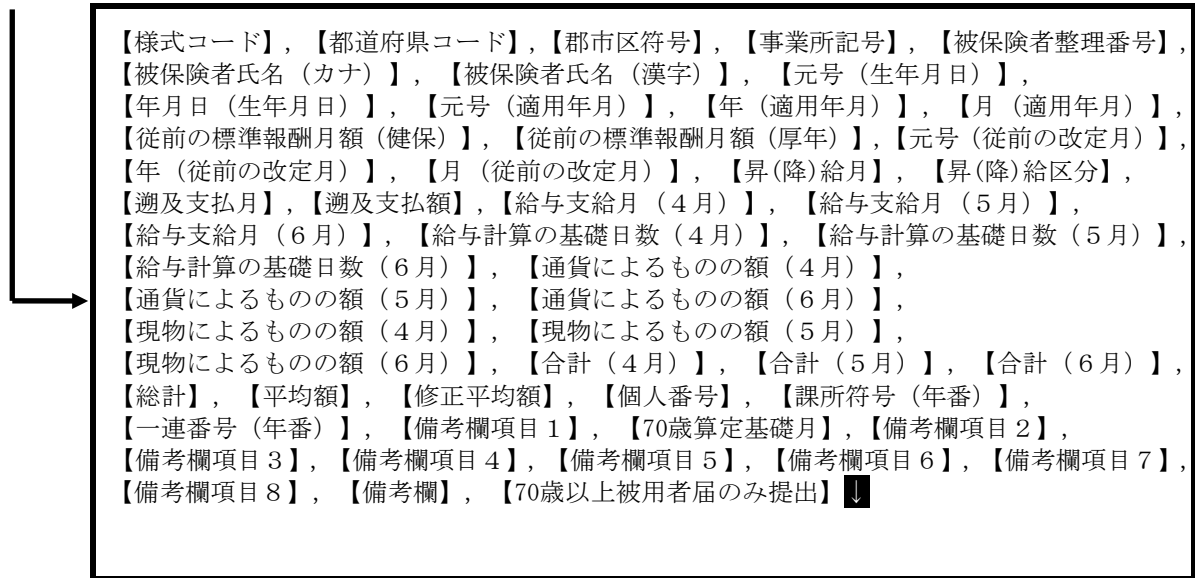 【様式コード】, 【都道府県コード】,【郡市区符号】, 【事業所記号】, 【被保険者整理番号】,
【被保険者氏名（カナ）】, 【被保険者氏名（漢字）】, 【元号（生年月日）】,
【年月日（生年月日）】, 【元号（適用年月）】, 【年（適用年月）】, 【月（適用年月）】,
【従前の標準報酬月額（健保）】, 【従前の標準報酬月額（厚年）】,【元号（従前の改定月）】,
【年（従前の改定月）】, 【月（従前の改定月）】, 【昇(降)給月】, 【昇(降)給区分】,
【遡及支払月】,【遡及支払額】,【給与支給月（４月）】, 【給与支給月（５月）】,
【給与支給月（６月）】, 【給与計算の基礎日数（４月）】, 【給与計算の基礎日数（５月）】,
【給与計算の基礎日数（６月）】, 【通貨によるものの額（４月）】,
【通貨によるものの額（５月）】, 【通貨によるものの額（６月）】,
【現物によるものの額（４月）】, 【現物によるものの額（５月）】,
【現物によるものの額（６月）】, 【合計（４月）】, 【合計（５月）】, 【合計（６月）】,
【総計】, 【平均額】, 【修正平均額】, 【個人番号】, 【課所符号（年番）】,
【一連番号（年番）】, 【備考欄項目１】, 【70歳算定基礎月】,【備考欄項目２】,
【備考欄項目３】,【備考欄項目４】,【備考欄項目５】,【備考欄項目６】,【備考欄項目７】,
【備考欄項目８】, 【備考欄】, 【70歳以上被用者届のみ提出】↓